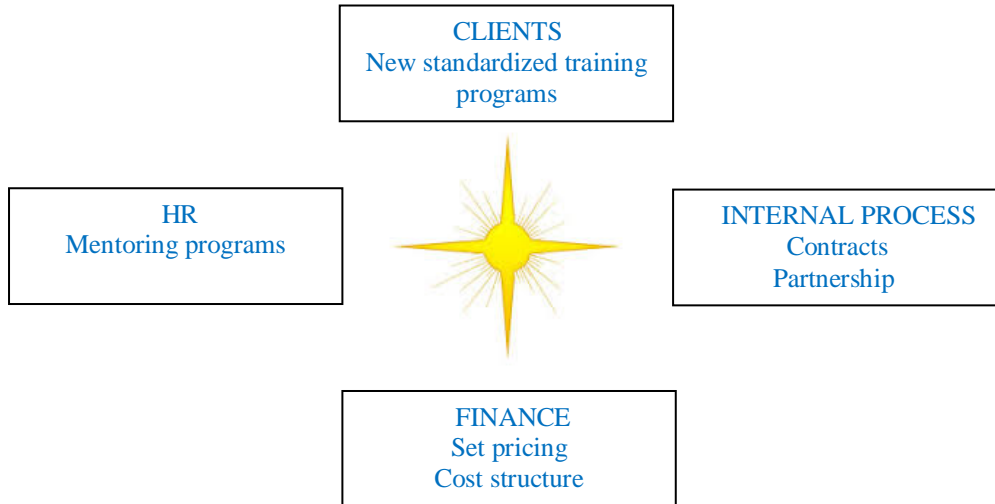 CLIENTS
New standardized training
programs
HR
Mentoring programs
INTERNAL PROCESS
Contracts
Partnership
FINANCE
Set pricing
Cost structure